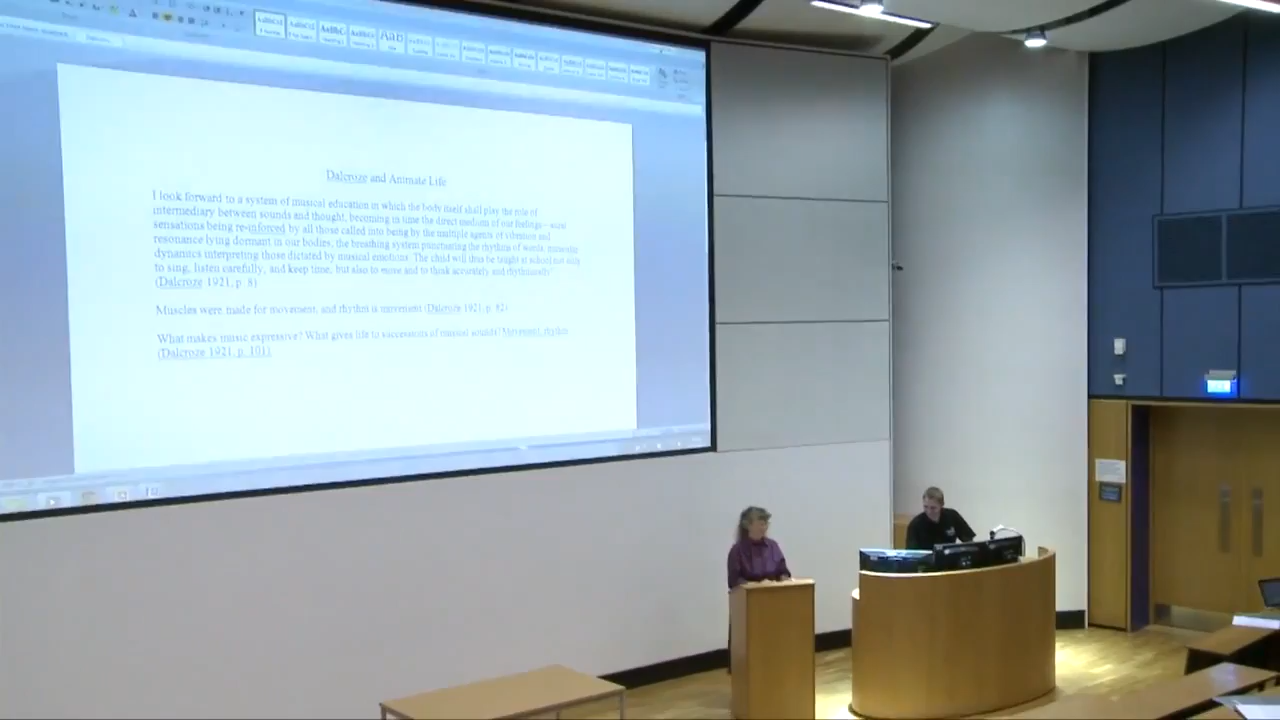 Dalcroze and Animate Life
I look forward to a system of musical education in which the body itself shall play the role of
intermediary between sounds and thought, becoming in time the direct medium of our feelings – aural
sensations being re-inforced by all those called into being by the multiple agents of vibration and
resonance lying dormant in our bodies; the breathing system punctuating the rhythms of words, muscular
dynamics interpreting those dictated by musical emotions. The child will thus be taught at school not only
to sing, listen carefully, and keep time, but also to move and to think accurately and rhythmically
(Dalcroze 1921, p. 8)
Muscles were made for movement, and rhythm is movement (Dalcroze 1921, p. 82)
What makes music expressive? What gives life to successions of musical sounds? Movement, rhythm
(Dalcroze 1921, p. 101)